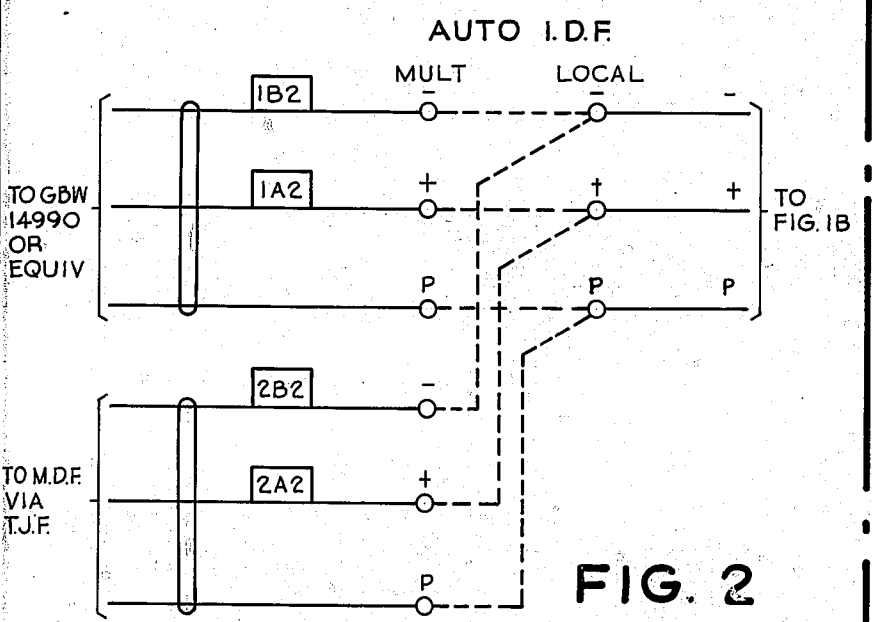 AUTO I.D.F.
MULT LOCAL
1B2 - - -
1A2 + + +
P P P
TO GBW
14990
OR
EQUIV
TO
FIG. 1B
2B2 -
2A2 +
P
TO M.D.F.
VIA
T.J.F.
FIG. 2